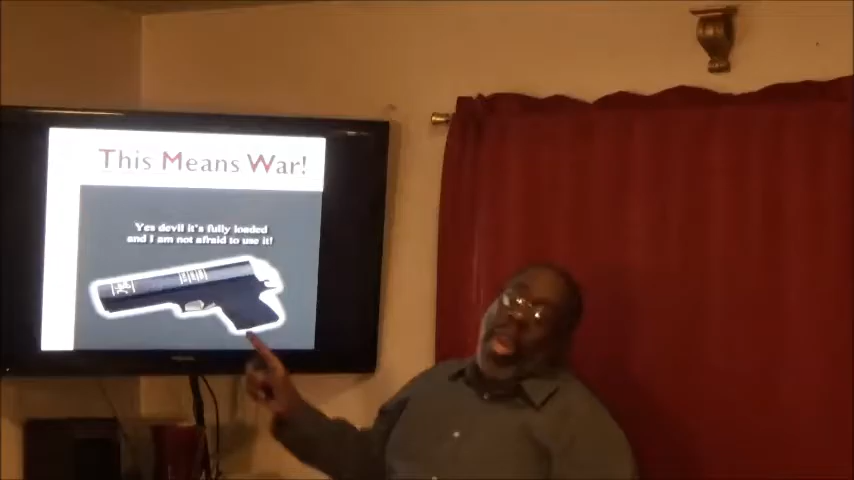 This Means War!
Yes devil it's fully loaded
and i am not afraid to use it!